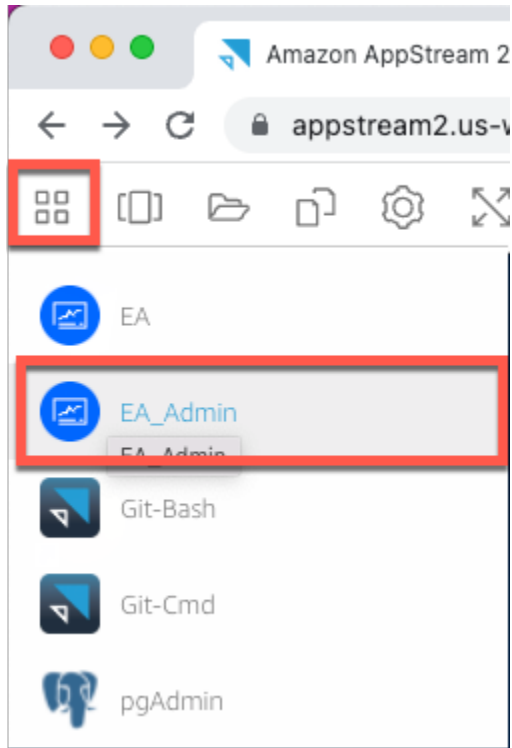 Amazon AppStream 2
appstream2.us-w
EA
EA_Admin
EA_Admin
Git-Bash
Git-Cmd
pgAdmin